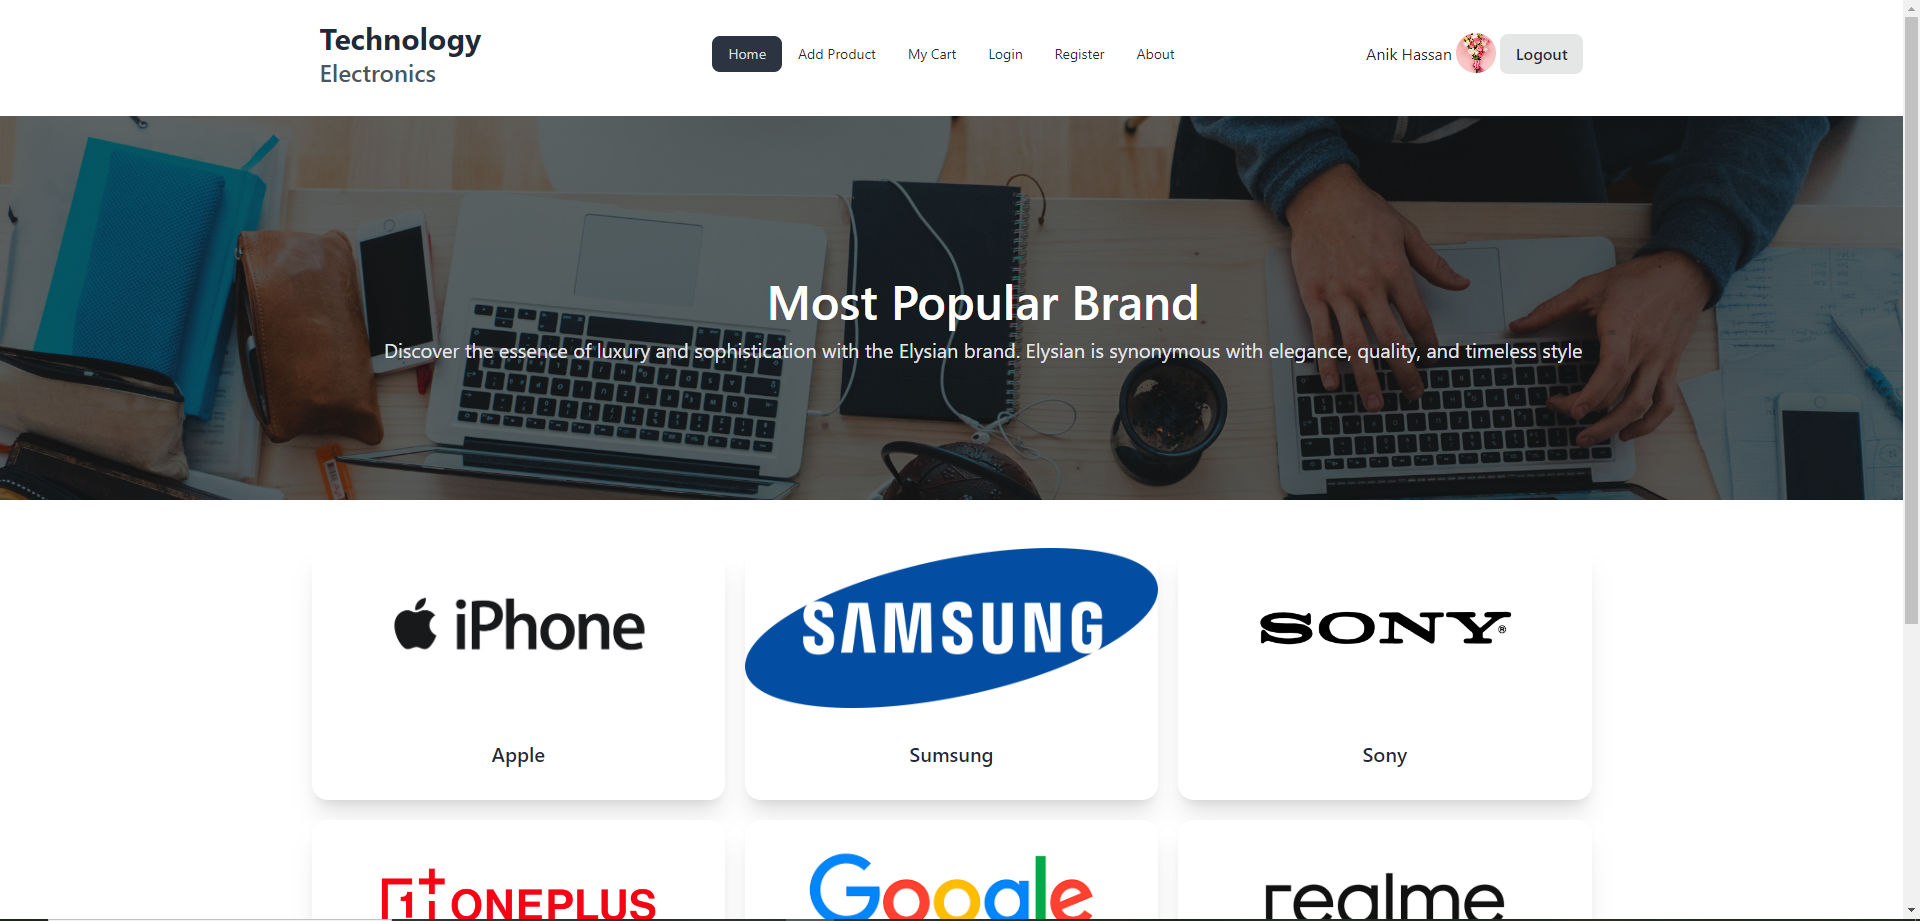 Technology
Electronics
Home Add Product My Cart Login Register About
Anik Hassan Logout
Most Popular Brand
Discover the essence of luxury and sophistication with the Elysian brand. Elysian is synonymous with elegance, quality, and timeless style
iPhone
SAMSUNG
SONY®
Apple
Sumsung
Sony
1+ ONEPLUS
Google
realme